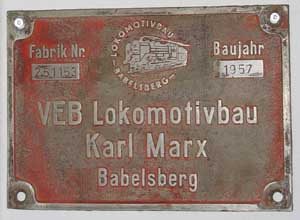 LOKOMOTIVBAU
BABELSBERG
Fabrik Nr. Baujahr
251153 1957
VEB Lokomotivbau
Karl Marx
Babelsberg